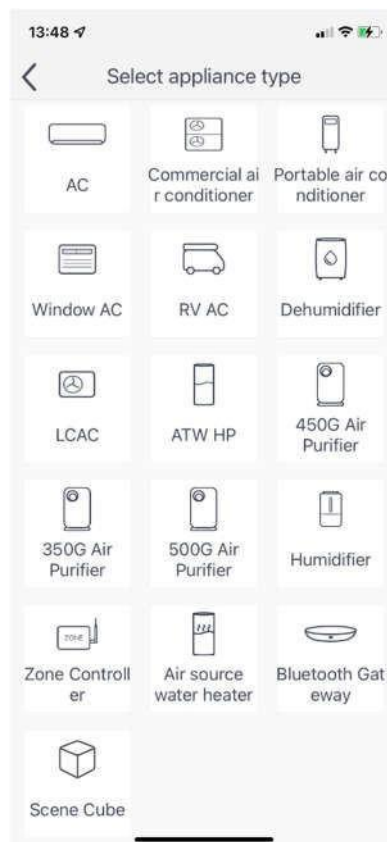 13:48
Select appliance type
AC
Commercial ai
r conditioner
Portable air co
nditioner
Window AC
RV AC
Dehumidifier
LCAC
ATW HP
450G Air
Purifier
350G Air
Purifier
500G Air
Purifier
Humidifier
ZONE
Zone Controll
er
Air source
water heater
Bluetooth Gat
eway
Scene Cube